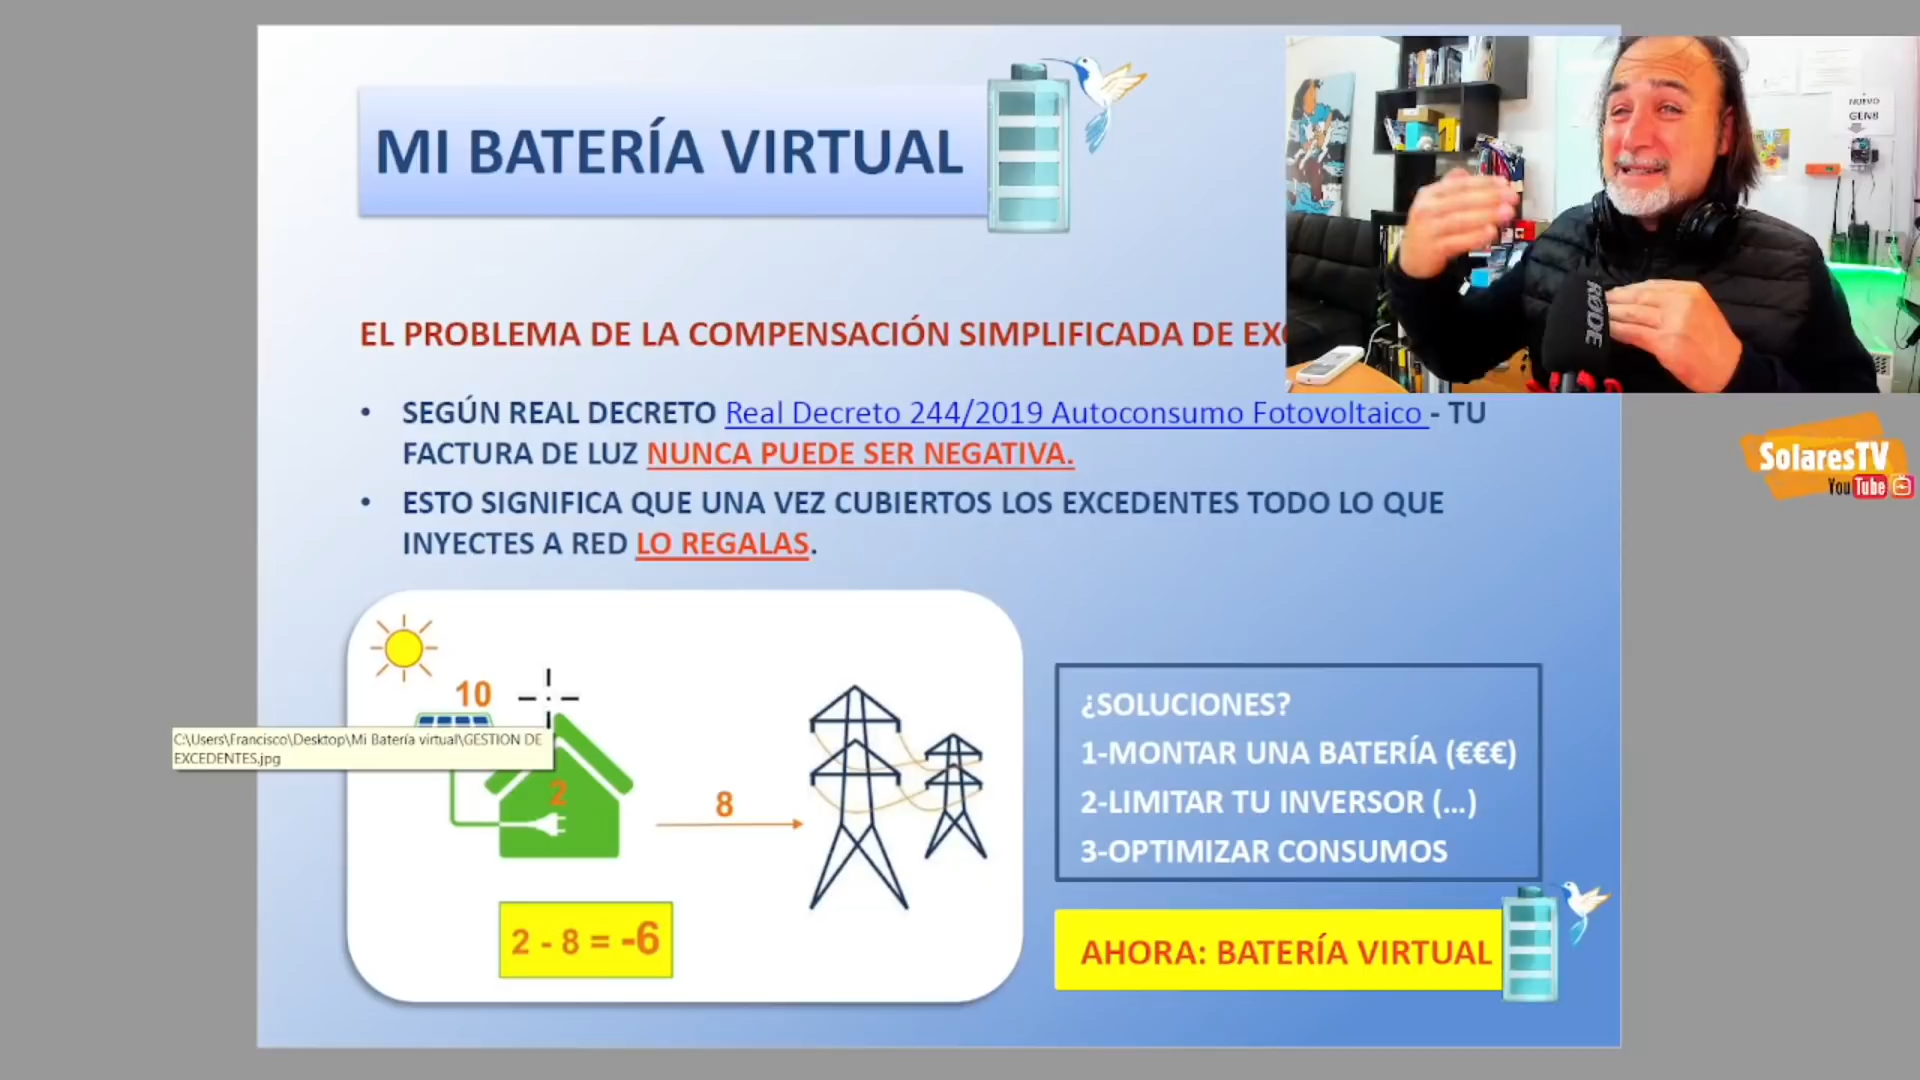 MI BATERÍA VIRTUAL
NUEVO
GEN8
RODE
EL PROBLEMA DE LA COMPENSACIÓN SIMPLIFICADA DE
• SEGÚN REAL DECRETO Real Decreto 244/2019 Autoconsumo Fotovoltaico - TU
FACTURA DE LUZ NUNCA PUEDE SER NEGATIVA.
SolaresTV
YouTube
• ESTO SIGNIFICA QUE UNA VEZ CUBIERTOS LOS EXCEDENTES TODO LO QUE
INYECTES A RED LO REGALAS.
10
C:\Users\Francisco\Desktop\Mi Batería virtual\GESTION DE
EXCEDENTES.jpg
2
8
2 - 8 = -6
¿SOLUCIONES?
1-MONTAR UNA BATERÍA (€€€)
2-LIMITAR TU INVERSOR (...)
3-OPTIMIZAR CONSUMOS
AHORA: BATERÍA VIRTUAL